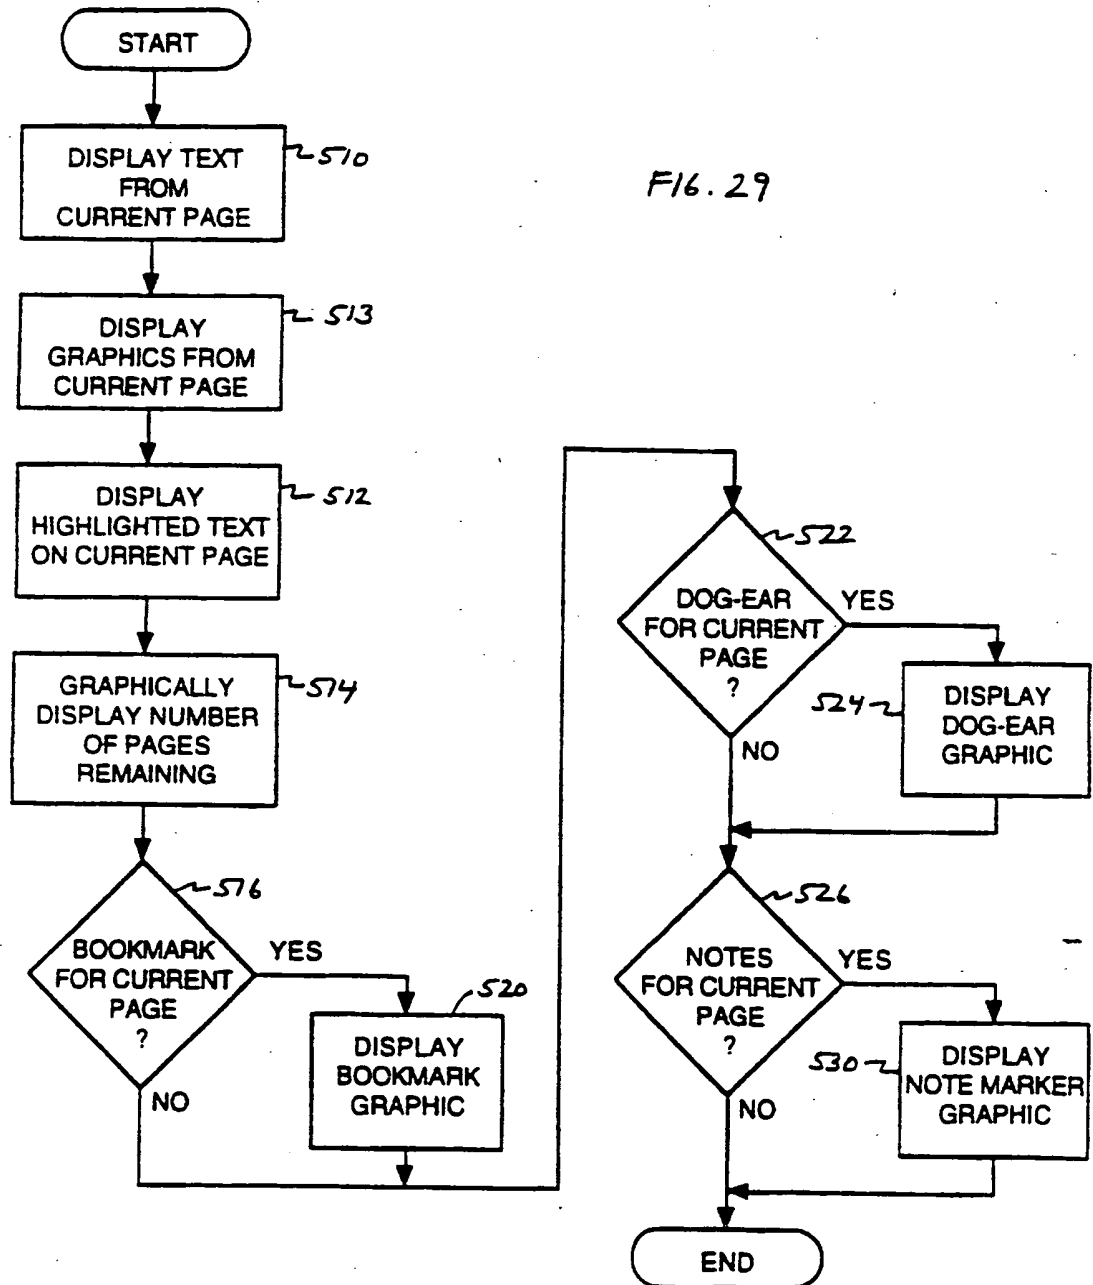 START
DISPLAY TEXT
FROM
CURRENT PAGE
510
FIG. 29
DISPLAY
GRAPHICS FROM
CURRENT PAGE
513
DISPLAY
HIGHLIGHTED TEXT
ON CURRENT PAGE
512
GRAPHICALLY
DISPLAY NUMBER
OF PAGES
REMAINING
514
BOOKMARK
FOR CURRENT
PAGE
?
516
YES
NO
DISPLAY
BOOKMARK
GRAPHIC
520
DOG-EAR
FOR CURRENT
PAGE
?
522
YES
NO
524
DISPLAY
DOG-EAR
GRAPHIC
NOTES
FOR CURRENT
PAGE
?
526
YES
NO
530
DISPLAY
NOTE MARKER
GRAPHIC
END